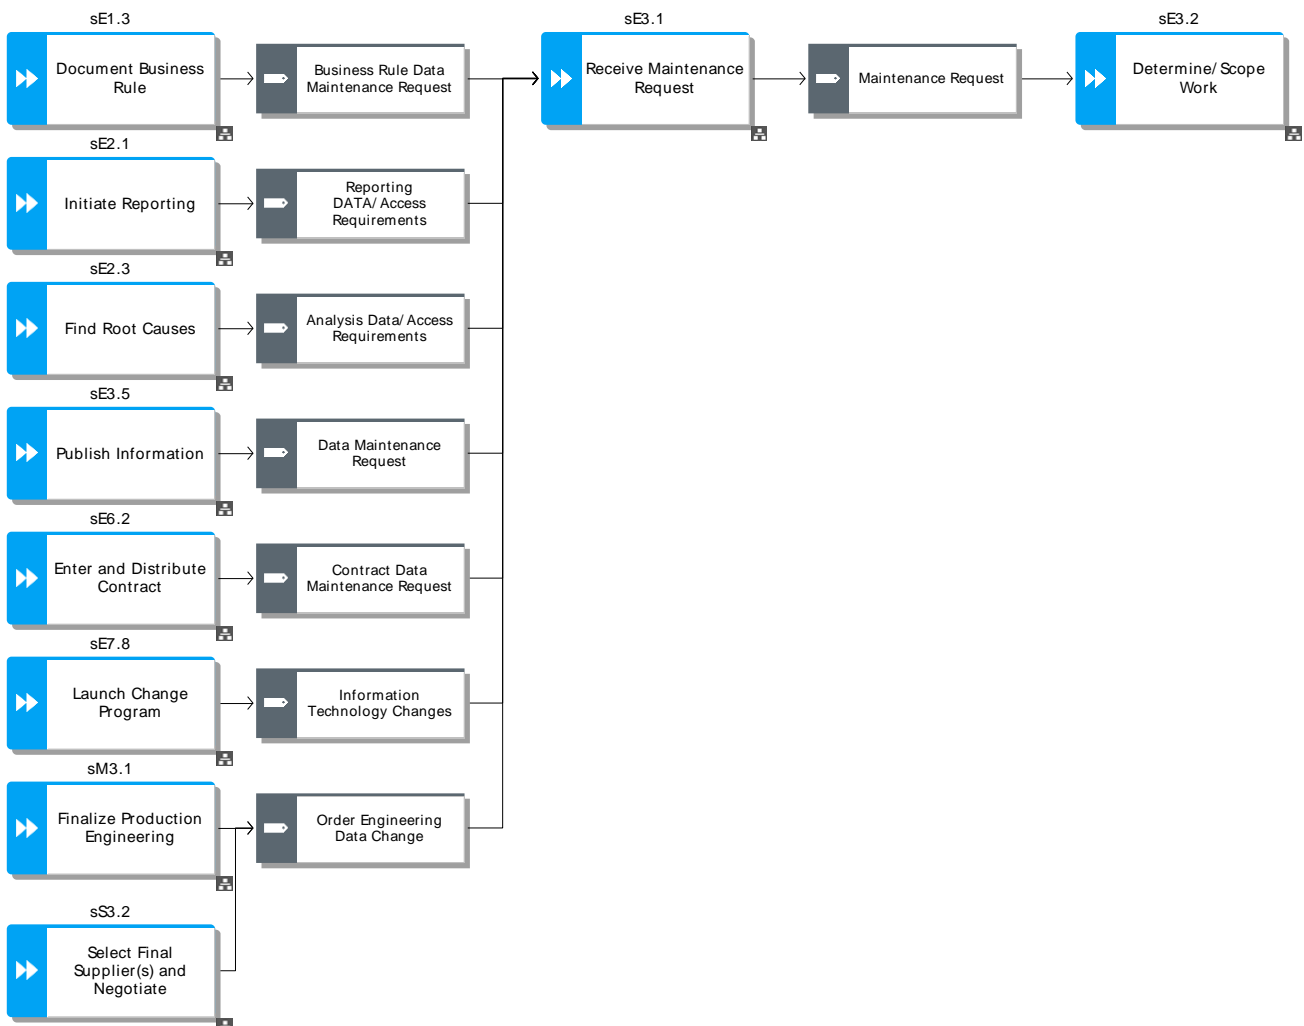 sE1.3
Document Business
Rule
Business Rule Data
Maintenance Request
sE3.1
Receive Maintenance
Request
Maintenance Request
sE3.2
Determine/Scope
Work
sE2.1
Initiate Reporting
Reporting
DATA/Access
Requirements
sE2.3
Find Root Causes
Analysis Data/Access
Requirements
sE3.5
Publish Information
Data Maintenance
Request
sE6.2
Enter and Distribute
Contract
Contract Data
Maintenance Request
sE7.8
Launch Change
Program
Information
Technology Changes
sM3.1
Finalize Production
Engineering
Order Engineering
Data Change
sS3.2
Select Final
Supplier(s) and
Negotiate